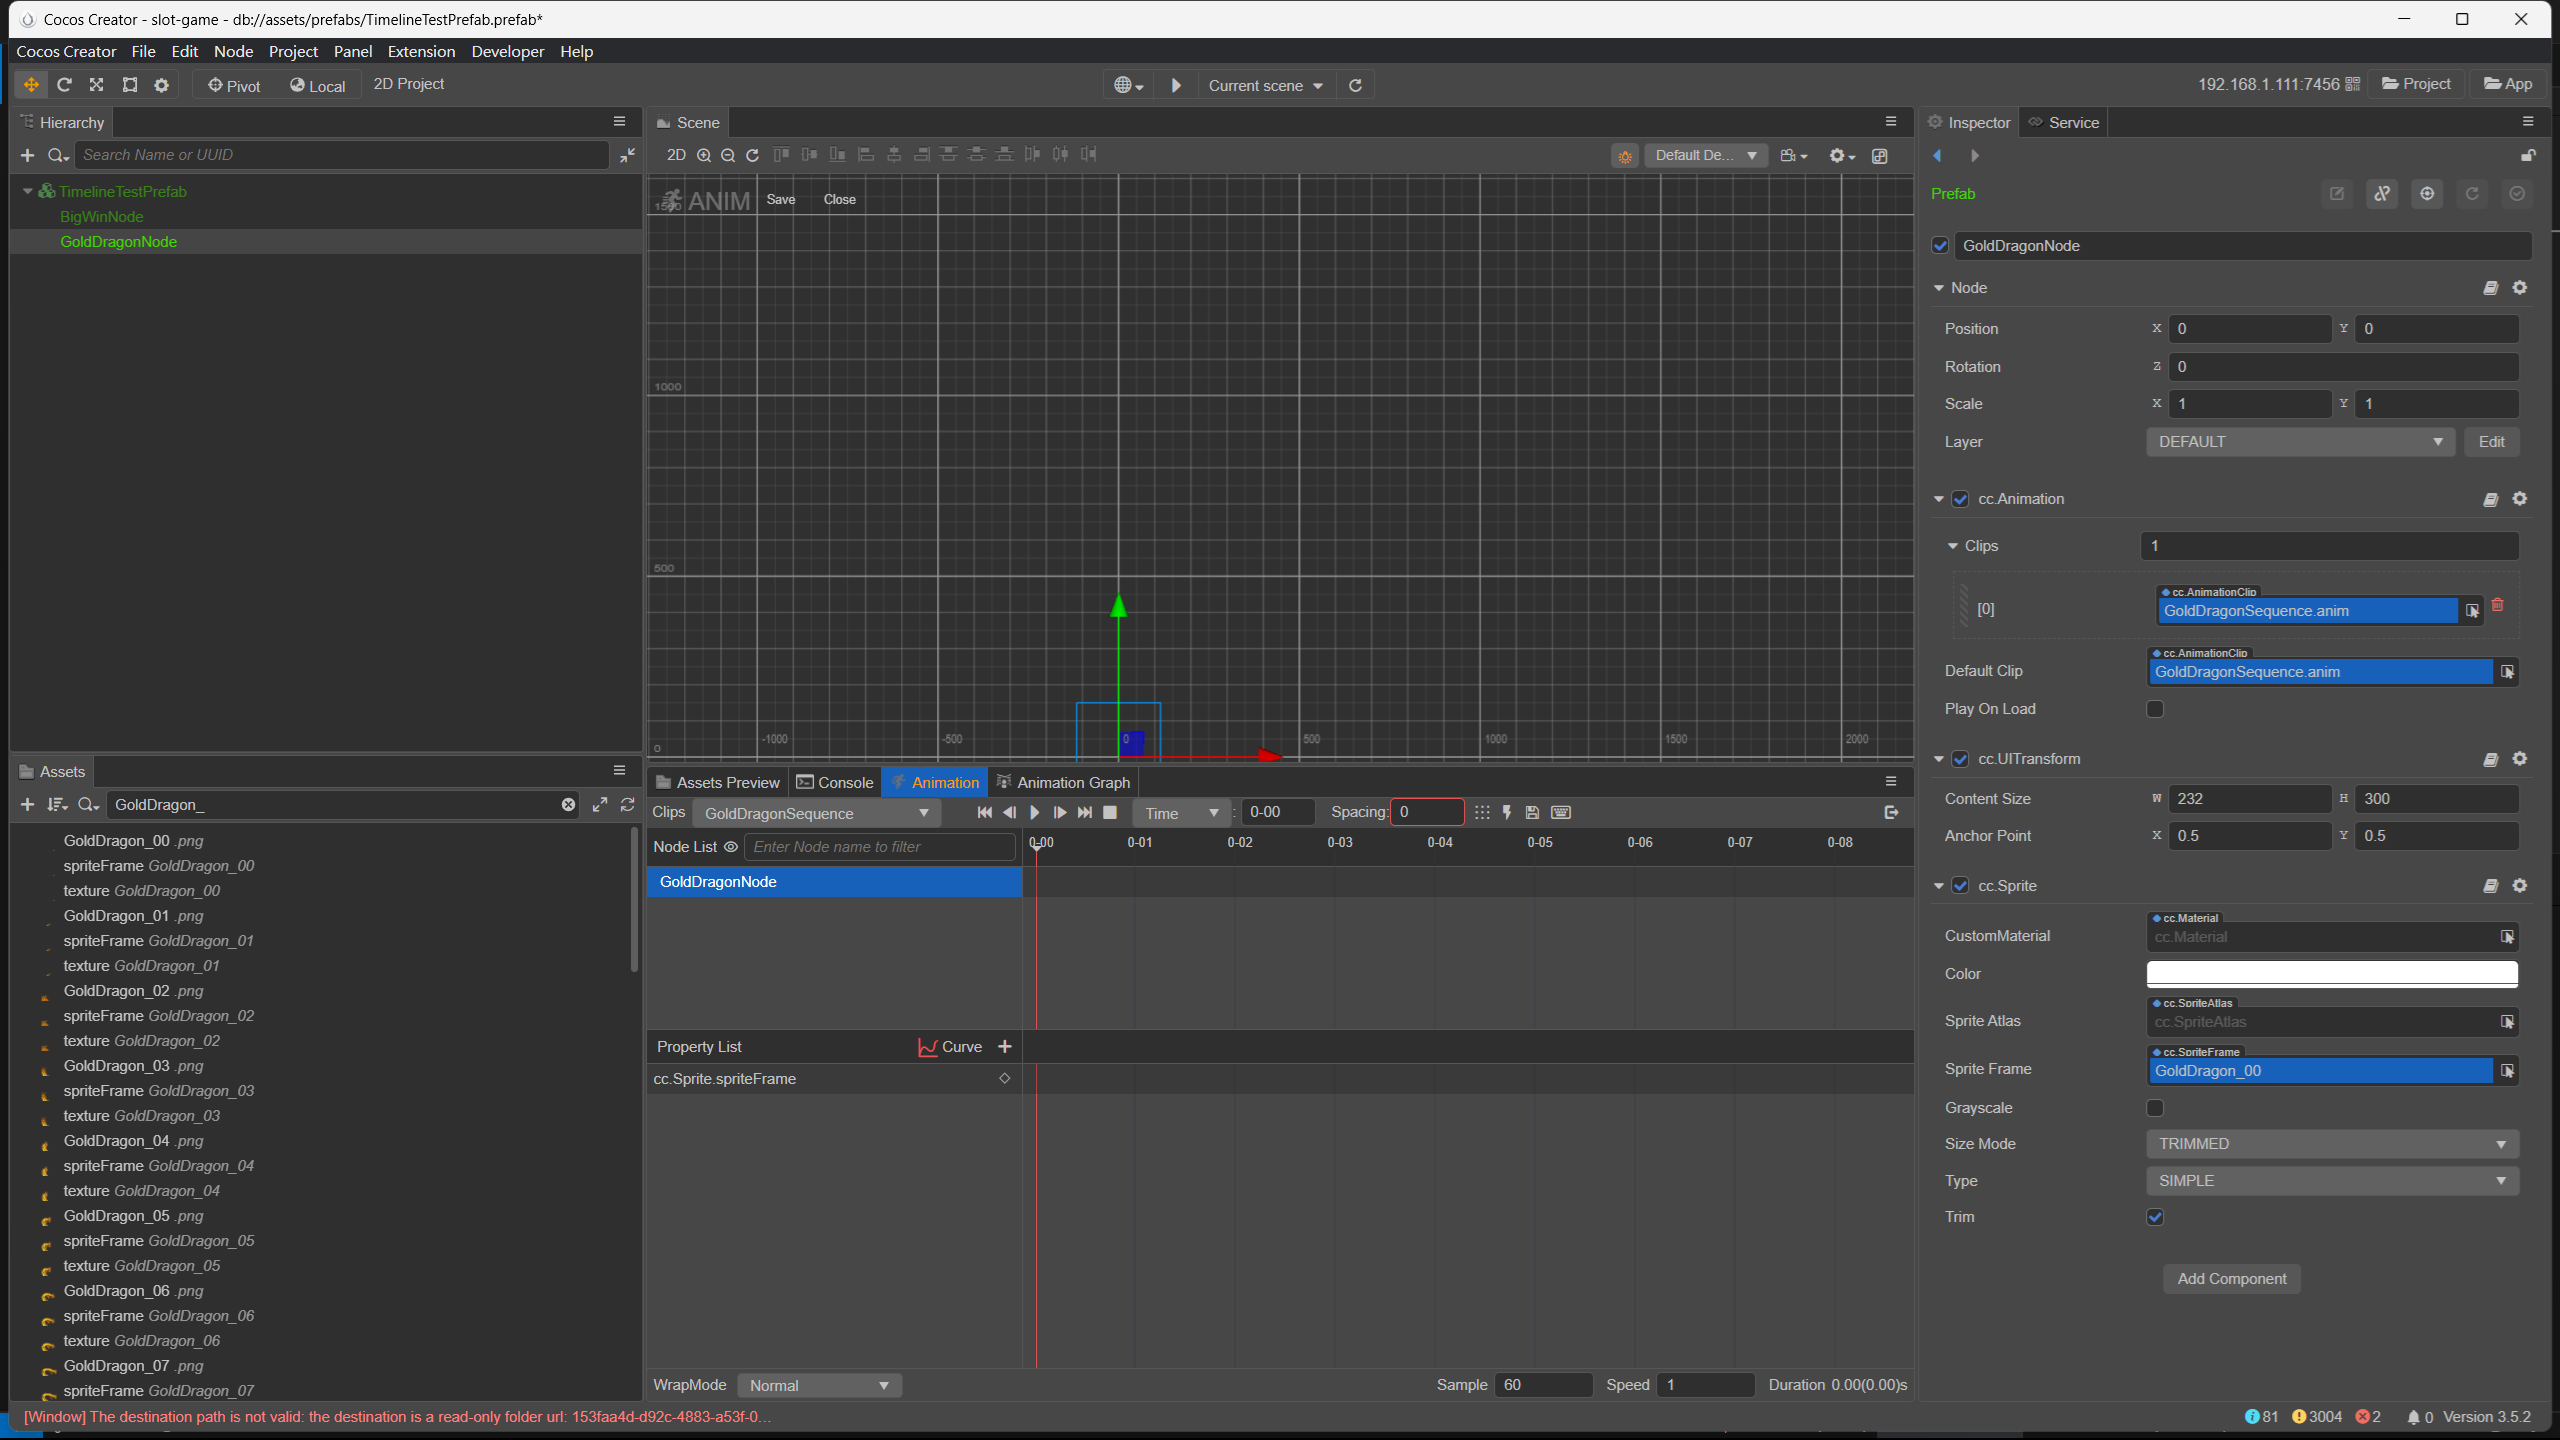 Cocos Creator - slot-game - db://assets/prefabs/TimelineTestPrefab.prefab*
Cocos Creator File Edit Node Project Panel Extension Developer Help
Pivot Local 2D Project Current scene 192.168.1.111:7456 Project App
Hierarchy
Search Name or UUID
TimelineTestPrefab
BigWinNode
GoldDragonNode
Scene
2D Default De...
ANIM Save Close
1500
1000
500
0
-1000 -500 0 500 1000 1500 2000
Assets
GoldDragon_
GoldDragon_00 .png
spriteFrame GoldDragon_00
texture GoldDragon_00
GoldDragon_01 .png
spriteFrame GoldDragon_01
texture GoldDragon_01
GoldDragon_02 .png
spriteFrame GoldDragon_02
texture GoldDragon_02
GoldDragon_03 .png
spriteFrame GoldDragon_03
texture GoldDragon_03
GoldDragon_04 .png
spriteFrame GoldDragon_04
texture GoldDragon_04
GoldDragon_05 .png
spriteFrame GoldDragon_05
texture GoldDragon_05
GoldDragon_06 .png
spriteFrame GoldDragon_06
texture GoldDragon_06
GoldDragon_07 .png
spriteFrame GoldDragon_07
Assets Preview Console Animation Animation Graph
Clips GoldDragonSequence Time : 0-00 Spacing: 0
Node List Enter Node name to filter 0-00 0-01 0-02 0-03 0-04 0-05 0-06 0-07 0-08
GoldDragonNode
Property List Curve
cc.Sprite.spriteFrame
WrapMode Normal Sample 60 Speed 1 Duration 0.00(0.00)s
Inspector Service
Prefab
GoldDragonNode
Node
Position X 0 Y 0
Rotation Z 0
Scale X 1 Y 1
Layer DEFAULT Edit
cc.Animation
Clips 1
cc.AnimationClip
[0] GoldDragonSequence.anim
cc.AnimationClip
Default Clip GoldDragonSequence.anim
Play On Load
cc.UITransform
Content Size W 232 H 300
Anchor Point X 0.5 Y 0.5
cc.Sprite
cc.Material
CustomMaterial cc.Material
Color
cc.SpriteAtlas
Sprite Atlas cc.SpriteAtlas
cc.SpriteFrame
Sprite Frame GoldDragon_00
Grayscale
Size Mode TRIMMED
Type SIMPLE
Trim
Add Component
[Window] The destination path is not valid: the destination is a read-only folder url: 153faa4d-d92c-4883-a53f-0...
81 3004 2 0 Version 3.5.2